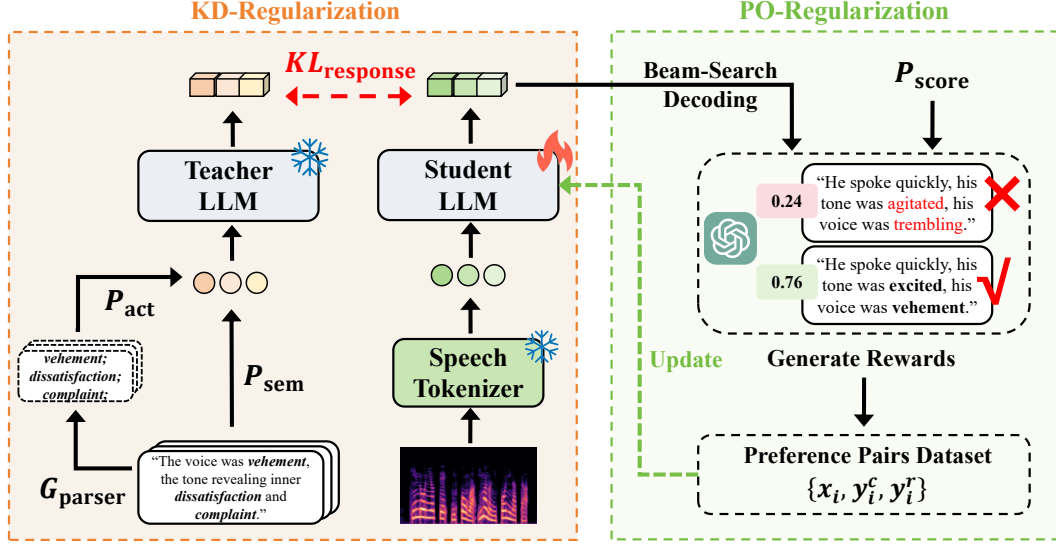 KD-Regularization
KL_response
Teacher
LLM
Student
LLM
P_act
vehement;
dissatisfaction;
complaint;
P_sem
Speech
Tokenizer
G_parser
“The voice was vehement,
the tone revealing inner
dissatisfaction and
complaint.”
PO-Regularization
Beam-Search
Decoding
P_score
0.24
“He spoke quickly, his
tone was agitated, his
voice was trembling.”
0.76
“He spoke quickly, his
tone was excited, his
voice was vehement.”
Update
Generate Rewards
Preference Pairs Dataset
{x_i, y_i^c, y_i^r}